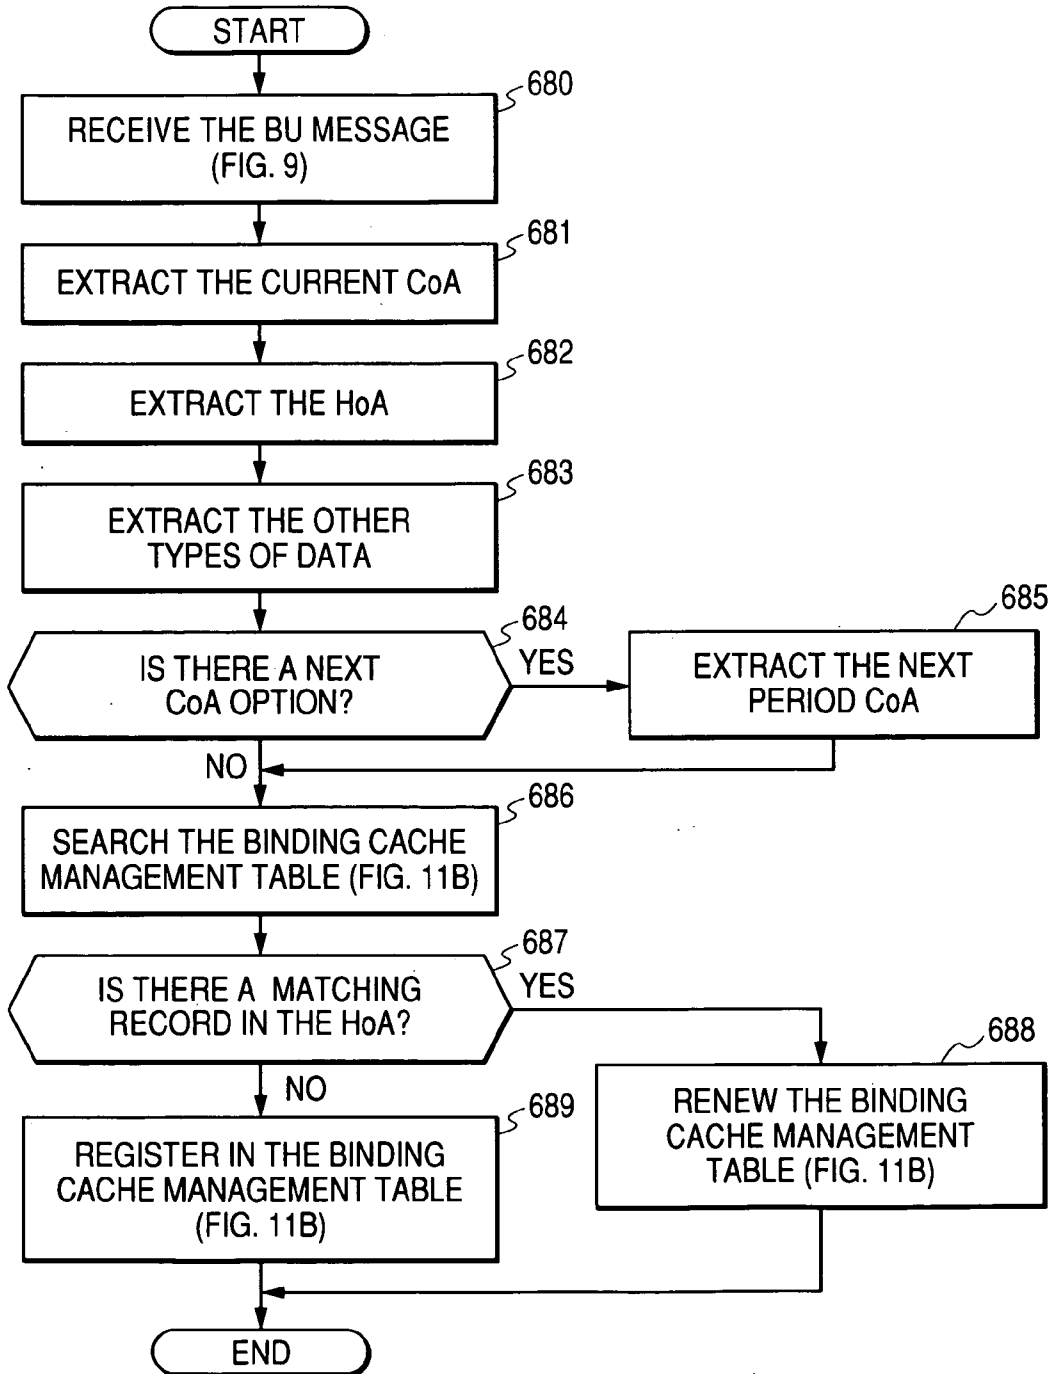 START
680
RECEIVE THE BU MESSAGE
(FIG. 9)
681
EXTRACT THE CURRENT CoA
682
EXTRACT THE HoA
683
EXTRACT THE OTHER
TYPES OF DATA
684
IS THERE A NEXT
CoA OPTION?
YES
685
EXTRACT THE NEXT
PERIOD CoA
NO
686
SEARCH THE BINDING CACHE
MANAGEMENT TABLE (FIG. 11B)
687
IS THERE A MATCHING
RECORD IN THE HoA?
YES
688
RENEW THE BINDING
CACHE MANAGEMENT
TABLE (FIG. 11B)
NO
689
REGISTER IN THE BINDING
CACHE MANAGEMENT TABLE
(FIG. 11B)
END